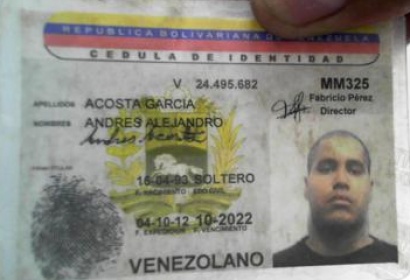 REPUBLICA BOLIVARIANA DE VENEZUELA
CEDULA DE IDENTIDAD
V 24.495.682
MM325
Fabricio Pérez
Director
APELLIDOS ACOSTA GARCIA
NOMBRES ANDRES ALEJANDRO
Andres Acosta
16-04-93 SOLTERO
F. NACIMIENTO EDO CIVIL
04-10-12 10-2022
F. EXPEDICION F. VENCIMIENTO
VENEZOLANO